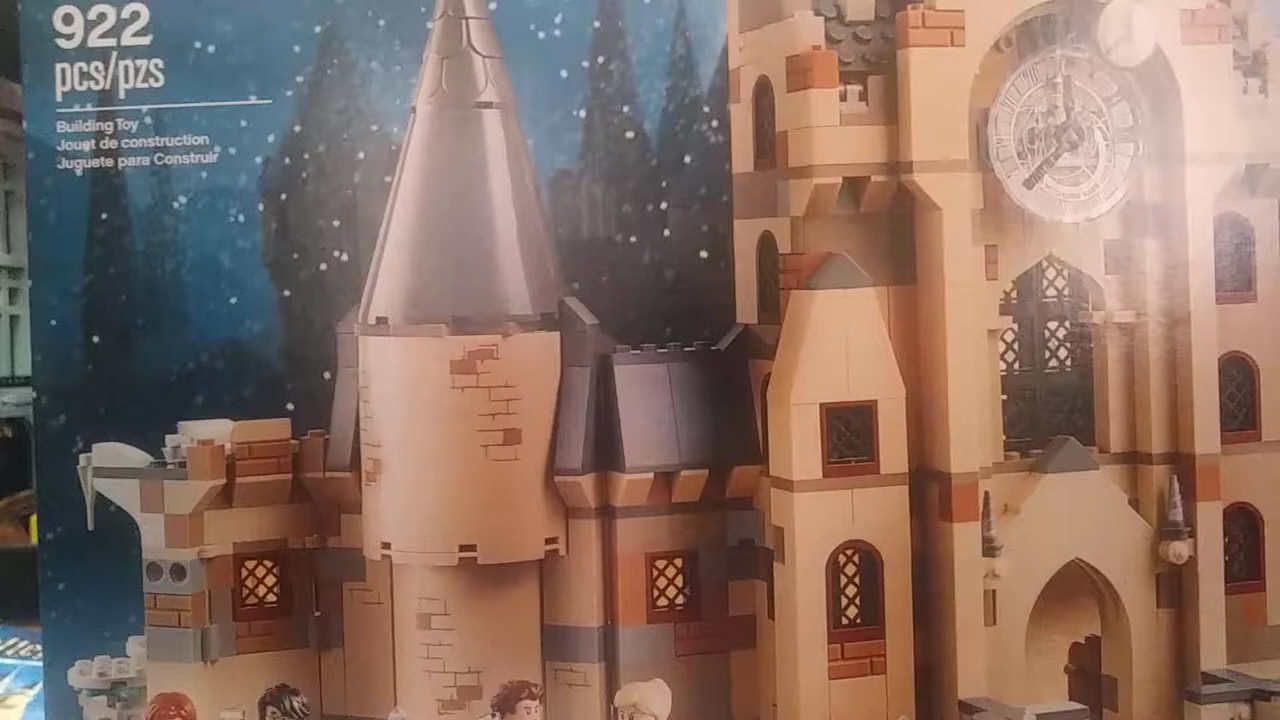 922
pcs/pzs
Building Toy
Jouet de construction
Juguete para Construir